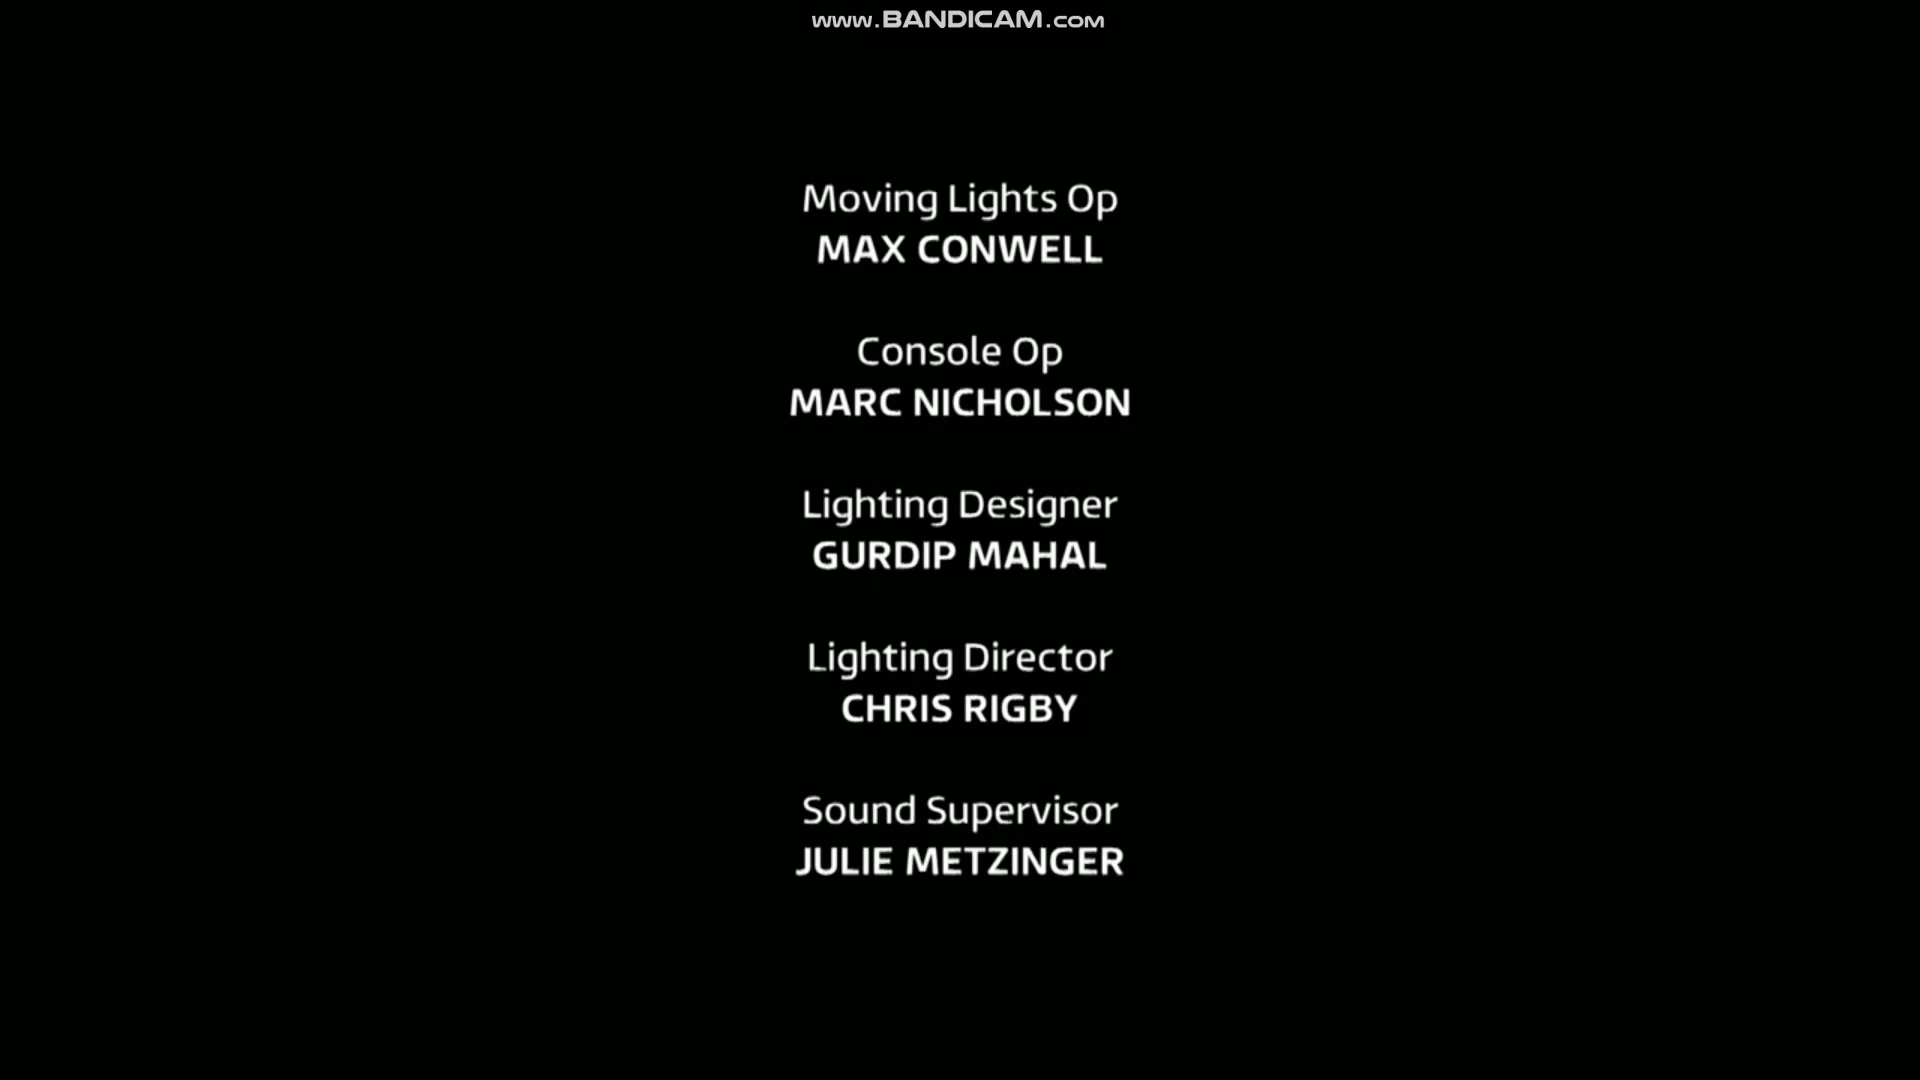 www.BANDICAM.com
Moving Lights Op
MAX CONWELL
Console Op
MARC NICHOLSON
Lighting Designer
GURDIP MAHAL
Lighting Director
CHRIS RIGBY
Sound Supervisor
JULIE METZINGER